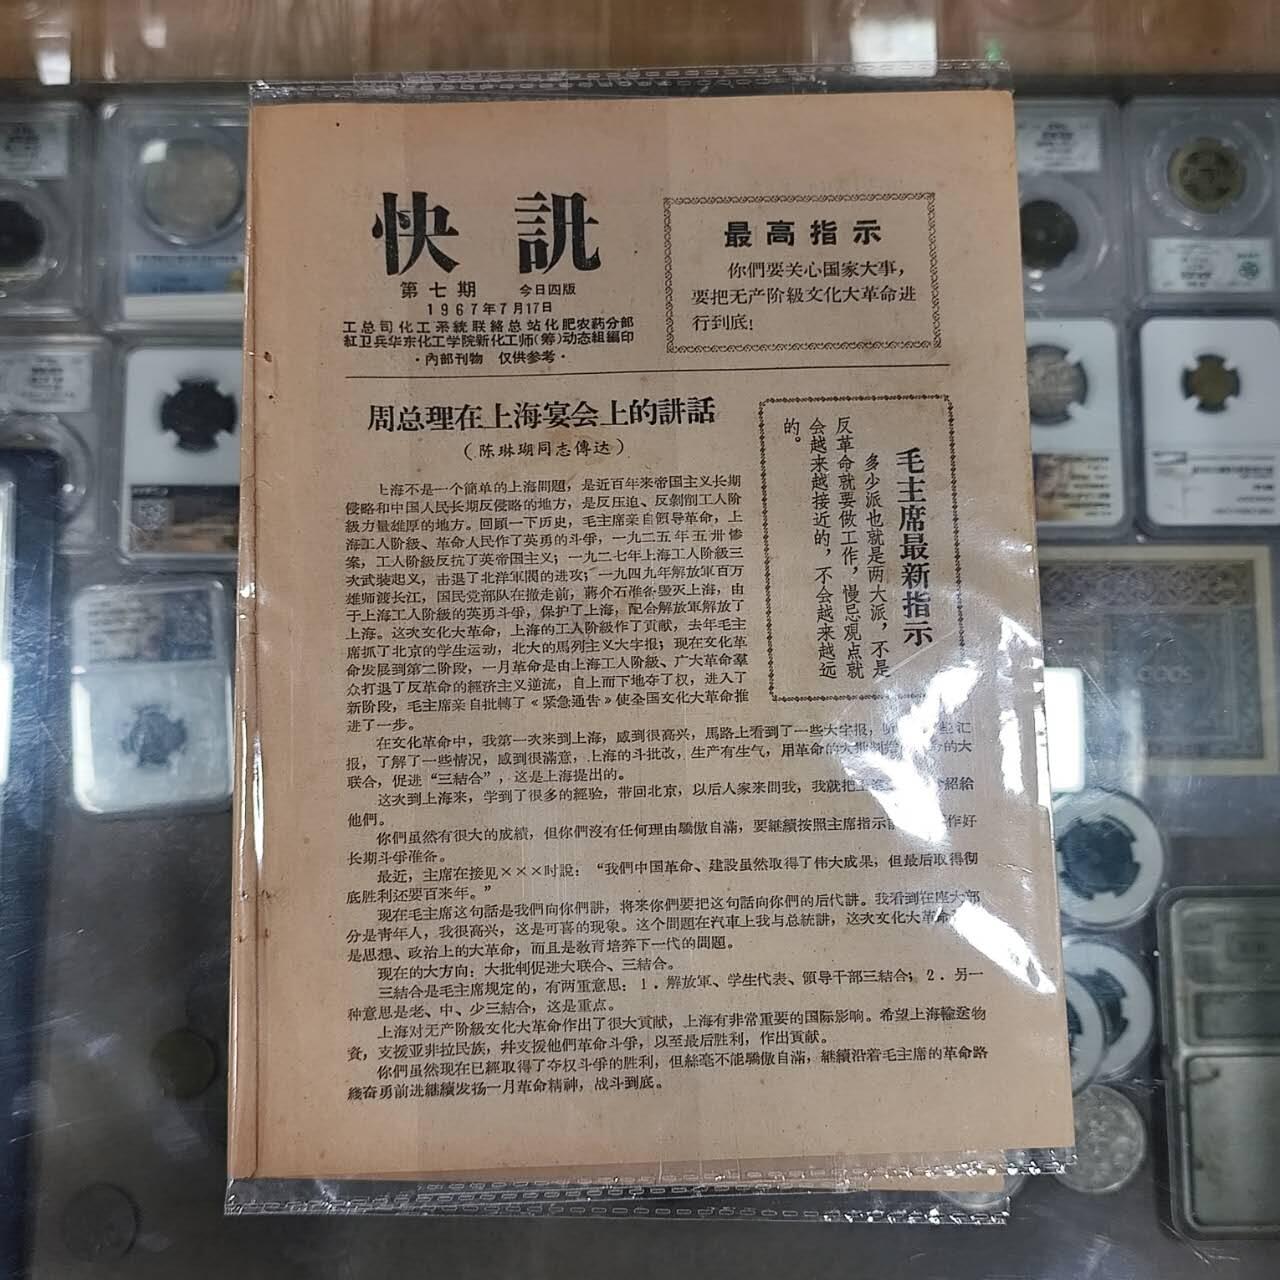 快訊
第七期 今日四版
1967年7月17日
工总司化工系統联絡总站化肥农葯分部
紅卫兵华东化工学院新化工师(筹)动态組編印
·內部刊物 仅供参考·
最高指示
你們要关心国家大事，
要把无产阶級文化大革命进
行到底！
周总理在上海宴会上的讲話
（陈琳瑚同志傳达）
毛主席最新指示
多少派也就是两大派，不是
反革命就要做工作，慢忌观点就
会越来越接近的，不会越来越远
的。
上海不是一个簡单的上海問題，是近百年来帝国主义长期
侵略和中国人民长期反侵略的地方，是反压迫、反剝削工人阶
級力量雄厚的地方。回顧一下历史，毛主席亲自領导革命，上
海工人阶級、革命人民作了英勇的斗爭，一九二五年五卅惨
案，工人阶級反抗了英帝国主义；一九二七年上海工人阶級三
次武装起义，击退了北洋軍閥的进攻；一九四九年解放軍百万
雄师渡长江，国民党部队在撤走前，蔣介石准备毁灭上海，由
于上海工人阶級的英勇斗爭，保护了上海，配合解放軍解放了
上海。这次文化大革命，上海的工人阶級作了貢献，去年毛主
席抓了北京的学生运动，北大的馬列主义大字报；現在文化革
命发展到第二阶段，一月革命是由上海工人阶級、广大革命羣
众打退了反革命的經济主义逆流，自上而下地夺了权，进入了
新阶段，毛主席亲自批轉了《紧急通告》使全国文化大革命推
进了一步。
在文化革命中，我第一次来到上海，感到很高兴，馬路上看到了一些大字报，汇
报，了解了一些情况，感到很滿意，上海的斗批改，生产有生气，用革命的大批判的大
联合，促进“三結合”，这是上海提出的。
这次到上海来，学到了很多的經验，带回北京，以后人家来問我，我就把上紹給
他們。
你們虽然有很大的成績，但你們沒有任何理由驕傲自滿，要継續按照主席指示作好
长期斗爭准备。
最近，主席在接见×××时說：“我們中国革命、建設虽然取得了伟大成果，但最后取得彻
底胜利还要百来年。”
現在毛主席这句話是我們向你們讲，将来你們要把这句話向你們的后代讲。我看到在座大部
分是青年人，我很高兴，这是可喜的現象。这个問題在汽車上我与总統讲，这次文化大革命
是思想、政治上的大革命，而且是敎育培养下一代的問題。
現在的大方向：大批判促进大联合、三結合。
三結合是毛主席规定的，有两重意思：1．解放軍、学生代表、領导干部三結合；2．另一
种意思是老、中、少三結合，这是重点。
上海对无产阶級文化大革命作出了很大貢献，上海有非常重要的国际影响。希望上海輸送物
資，支援亚非拉民族，幷支援他們革命斗爭，以至最后胜利，作出貢献。
你們虽然現在已經取得了夺权斗爭的胜利，但絲毫不能驕傲自滿，継續沿着毛主席的革命路
綫奋勇前进継續发扬一月革命精神，战斗到底。